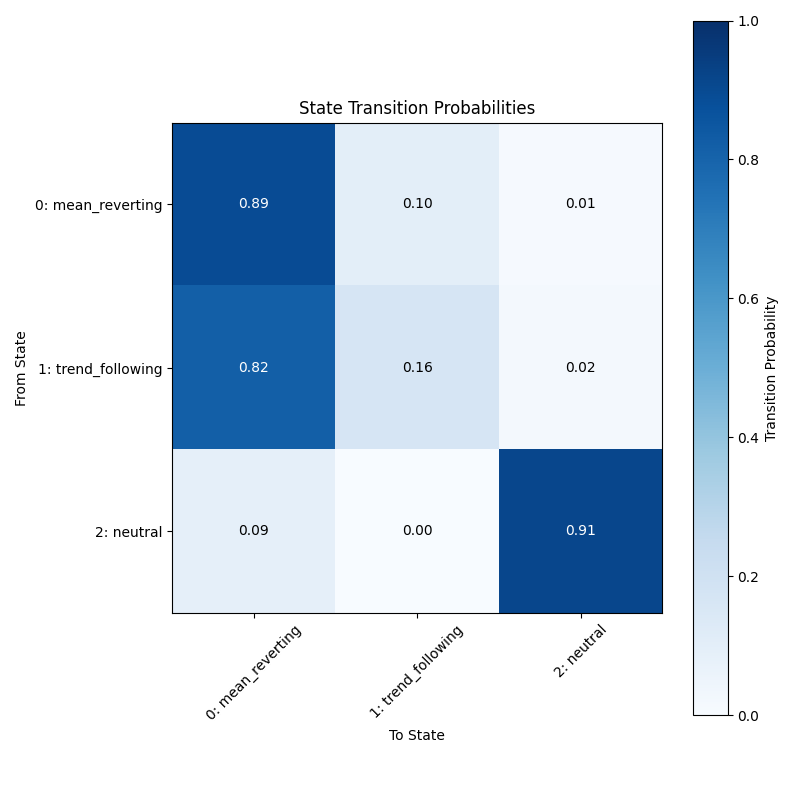 State Transition Probabilities
1.0
0.8
0.6
0.4
0.2
0.0
Transition Probability
From State
0: mean_reverting
0.89
0.10
0.01
1: trend_following
0.82
0.16
0.02
2: neutral
0.09
0.00
0.91
0: mean_reverting
1: trend_following
2: neutral
To State